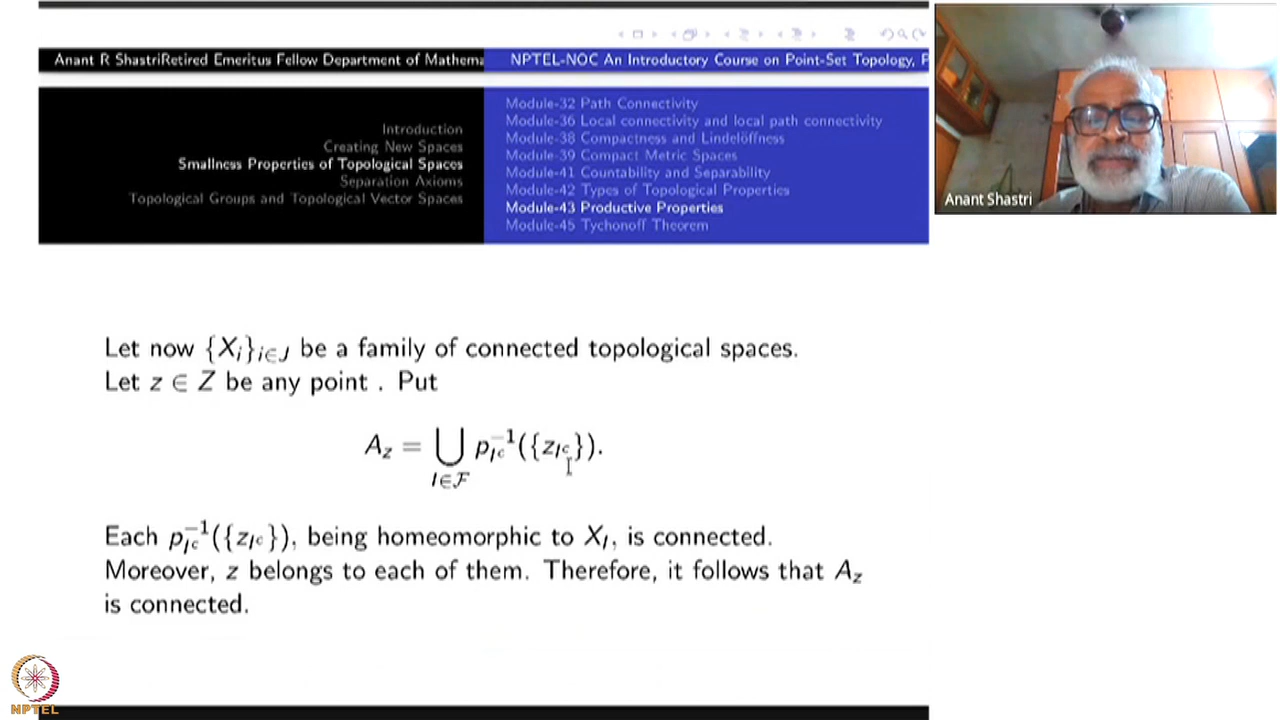 Anant R ShastriRetired Emeritus Fellow Department of Mathema
NPTEL-NOC An Introductory Course on Point-Set Topology, P
Introduction
Creating New Spaces
Smallness Properties of Topological Spaces
Separation Axioms
Topological Groups and Topological Vector Spaces
Module-32 Path Connectivity
Module-36 Local connectivity and local path connectivity
Module-38 Compactness and Lindelöffness
Module-39 Compact Metric Spaces
Module-41 Countability and Separability
Module-42 Types of Topological Properties
Module-43 Productive Properties
Module-45 Tychonoff Theorem
Anant Shastri
Let now {X_i}_{i∈J} be a family of connected topological spaces.
Let z ∈ Z be any point . Put
A_z = ⋃_{I∈𝓕} p_{I^c}^{-1}({z_{I^c}}).
Each p_{I^c}^{-1}({z_{I^c}}), being homeomorphic to X_I, is connected.
Moreover, z belongs to each of them. Therefore, it follows that A_z
is connected.
NPTEL